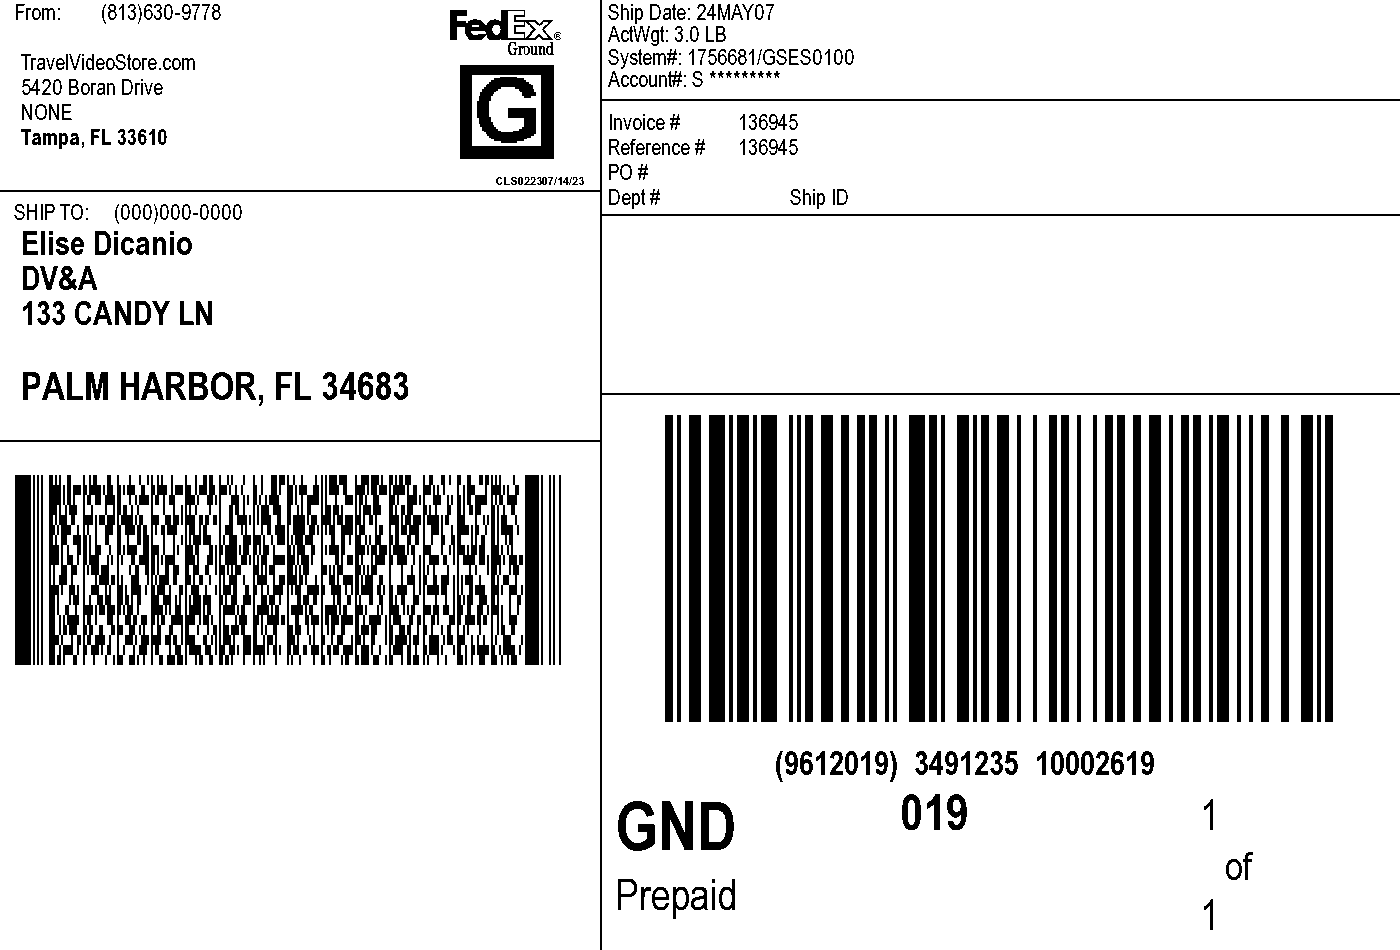 From: (813)630-9778
TravelVideoStore.com
5420 Boran Drive
NONE
Tampa, FL 33610
FedEx®
Ground
G
CLS022307/14/23
SHIP TO: (000)000-0000
Elise Dicanio
DV&A
133 CANDY LN
PALM HARBOR, FL 34683
Ship Date: 24MAY07
ActWgt: 3.0 LB
System#: 1756681/GSES0100
Account#: S *********
Invoice # 136945
Reference # 136945
PO #
Dept # Ship ID
(9612019) 3491235 10002619
GND 019 1
of
Prepaid 1